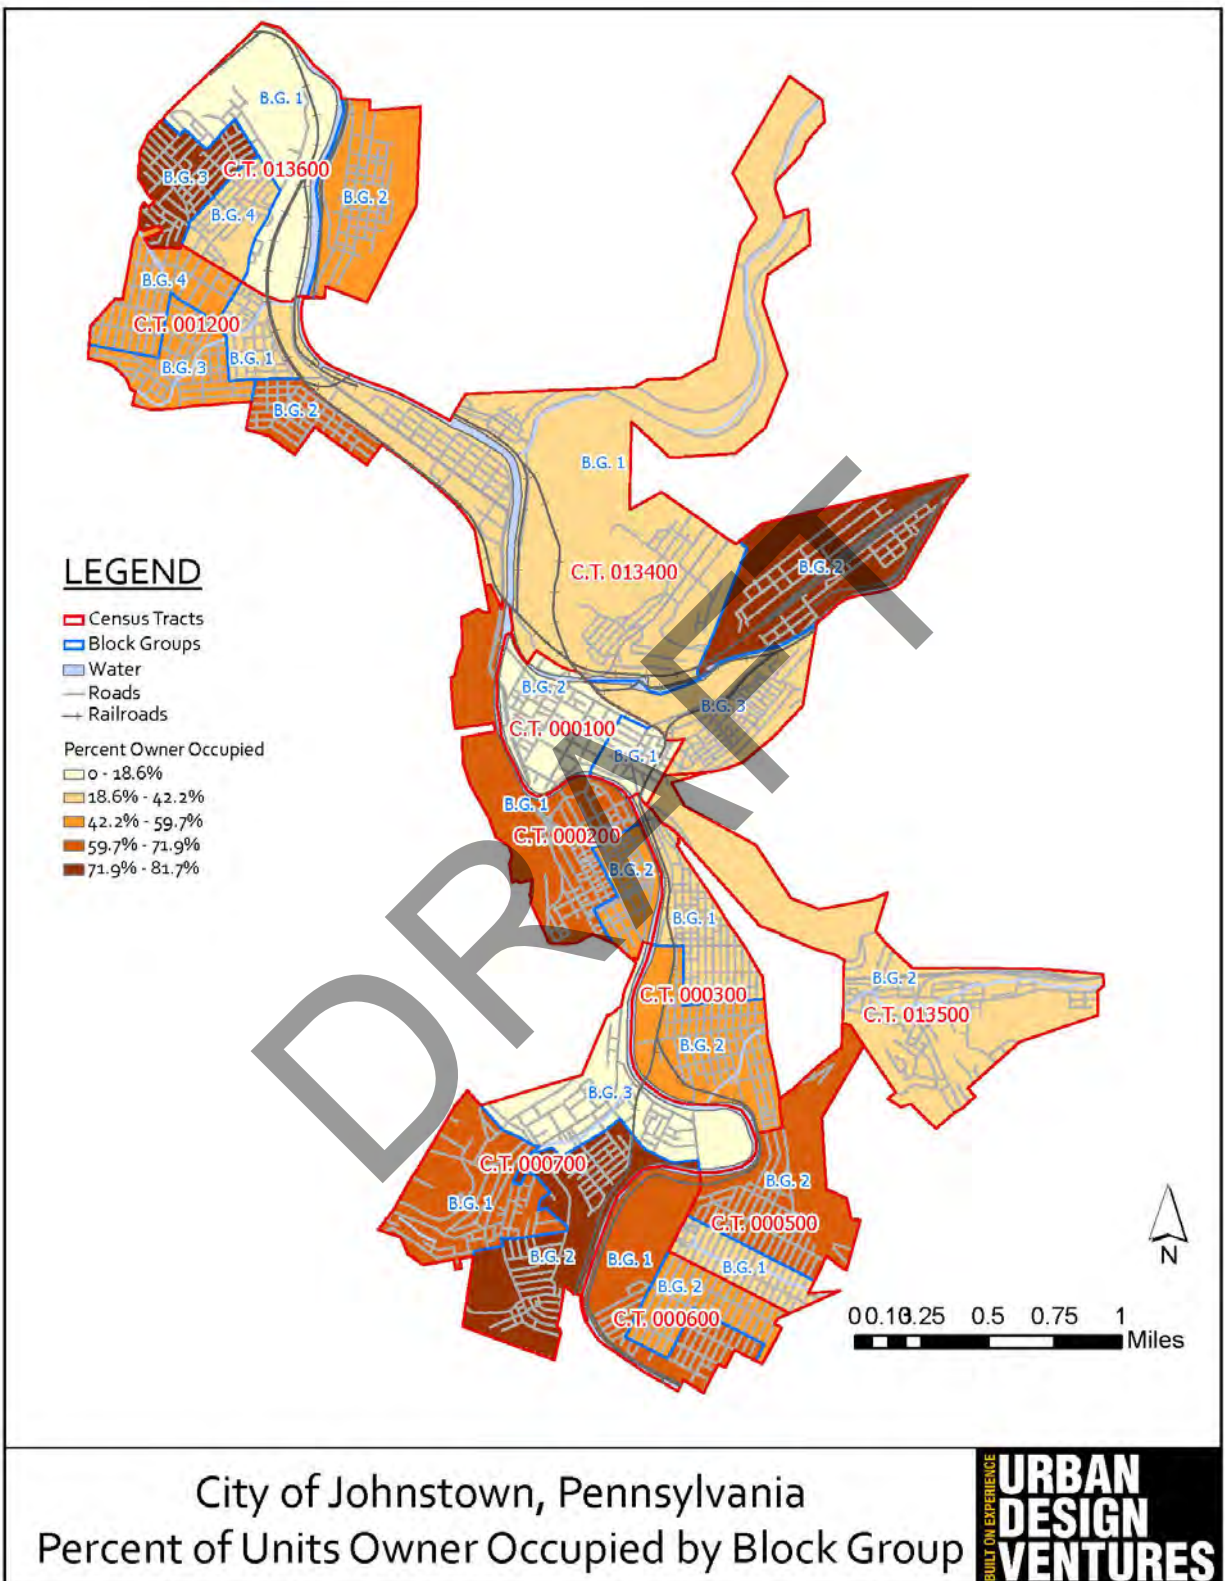 B.G. 1
B.G. 3
C.T. 013600
B.G. 2
B.G. 4
B.G. 4
C.T. 001200
B.G. 3
B.G. 1
B.G. 2
B.G. 1
C.T. 013400
B.G. 2
B.G. 2
B.G. 3
C.T. 000100
B.G. 1
B.G. 1
C.T. 000200
B.G. 2
B.G. 1
C.T. 000300
B.G. 2
B.G. 2
C.T. 013500
B.G. 3
C.T. 000700
B.G. 1
B.G. 2
B.G. 2
C.T. 000500
B.G. 1
B.G. 1
B.G. 2
C.T. 000600
DRAFT
LEGEND
Census Tracts
Block Groups
Water
Roads
Railroads
Percent Owner Occupied
0 - 18.6%
18.6% - 42.2%
42.2% - 59.7%
59.7% - 71.9%
71.9% - 81.7%
N
0 0.5 0.75 1
Miles
City of Johnstown, Pennsylvania
Percent of Units Owner Occupied by Block Group
BUILT ON EXPERIENCE
URBAN
DESIGN
VENTURES